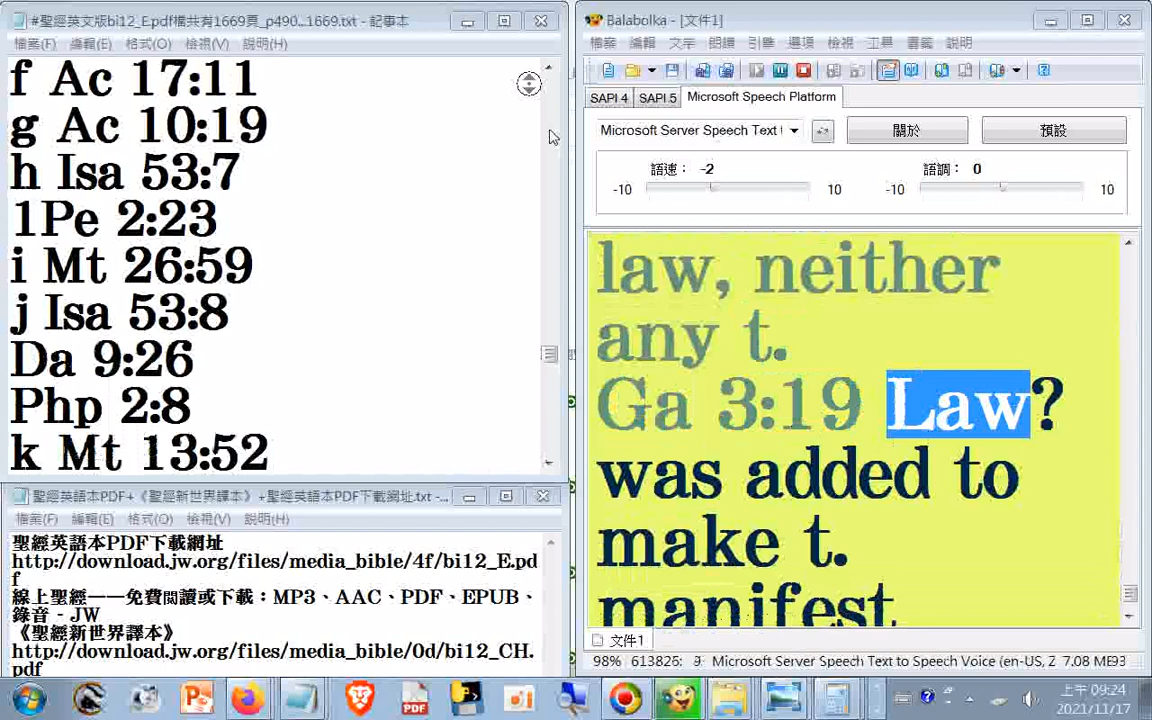 #聖經英文版bi12_E.pdf檔共有1669頁_p490...1669.txt - 記事本
檔案(F) 編輯(E) 格式(O) 檢視(V) 說明(H)
f Ac 17:11
g Ac 10:19
h Isa 53:7
1Pe 2:23
i Mt 26:59
j Isa 53:8
Da 9:26
Php 2:8
k Mt 13:52
聖經英語本PDF+《聖經新世界譯本》+聖經英語本PDF下載網址.txt -...
檔案(F) 編輯(E) 格式(O) 檢視(V) 說明(H)
聖經英語本PDF下載網址
http://download.jw.org/files/media_bible/4f/bi12_E.pd
f
線上聖經——免費閱讀或下載：MP3、AAC、PDF、EPUB、
錄音 - JW
《聖經新世界譯本》
http://download.jw.org/files/media_bible/0d/bi12_CH.
pdf
Balabolka - [文件1]
檔案 編輯 文字 朗讀 引擎 選項 檢視 工具 書籤 說明
SAPI 4 SAPI 5 Microsoft Speech Platform
Microsoft Server Speech Text t
關於 預設
語速： -2 語調： 0
-10 10 -10 10
law, neither
any t.
Ga 3:19 Law?
was added to
make t.
manifest
文件1
98% 613825: Microsoft Server Speech Text to Speech Voice (en-US, Z 7.08 ME93
PDF
上午 09:24
2021/11/17